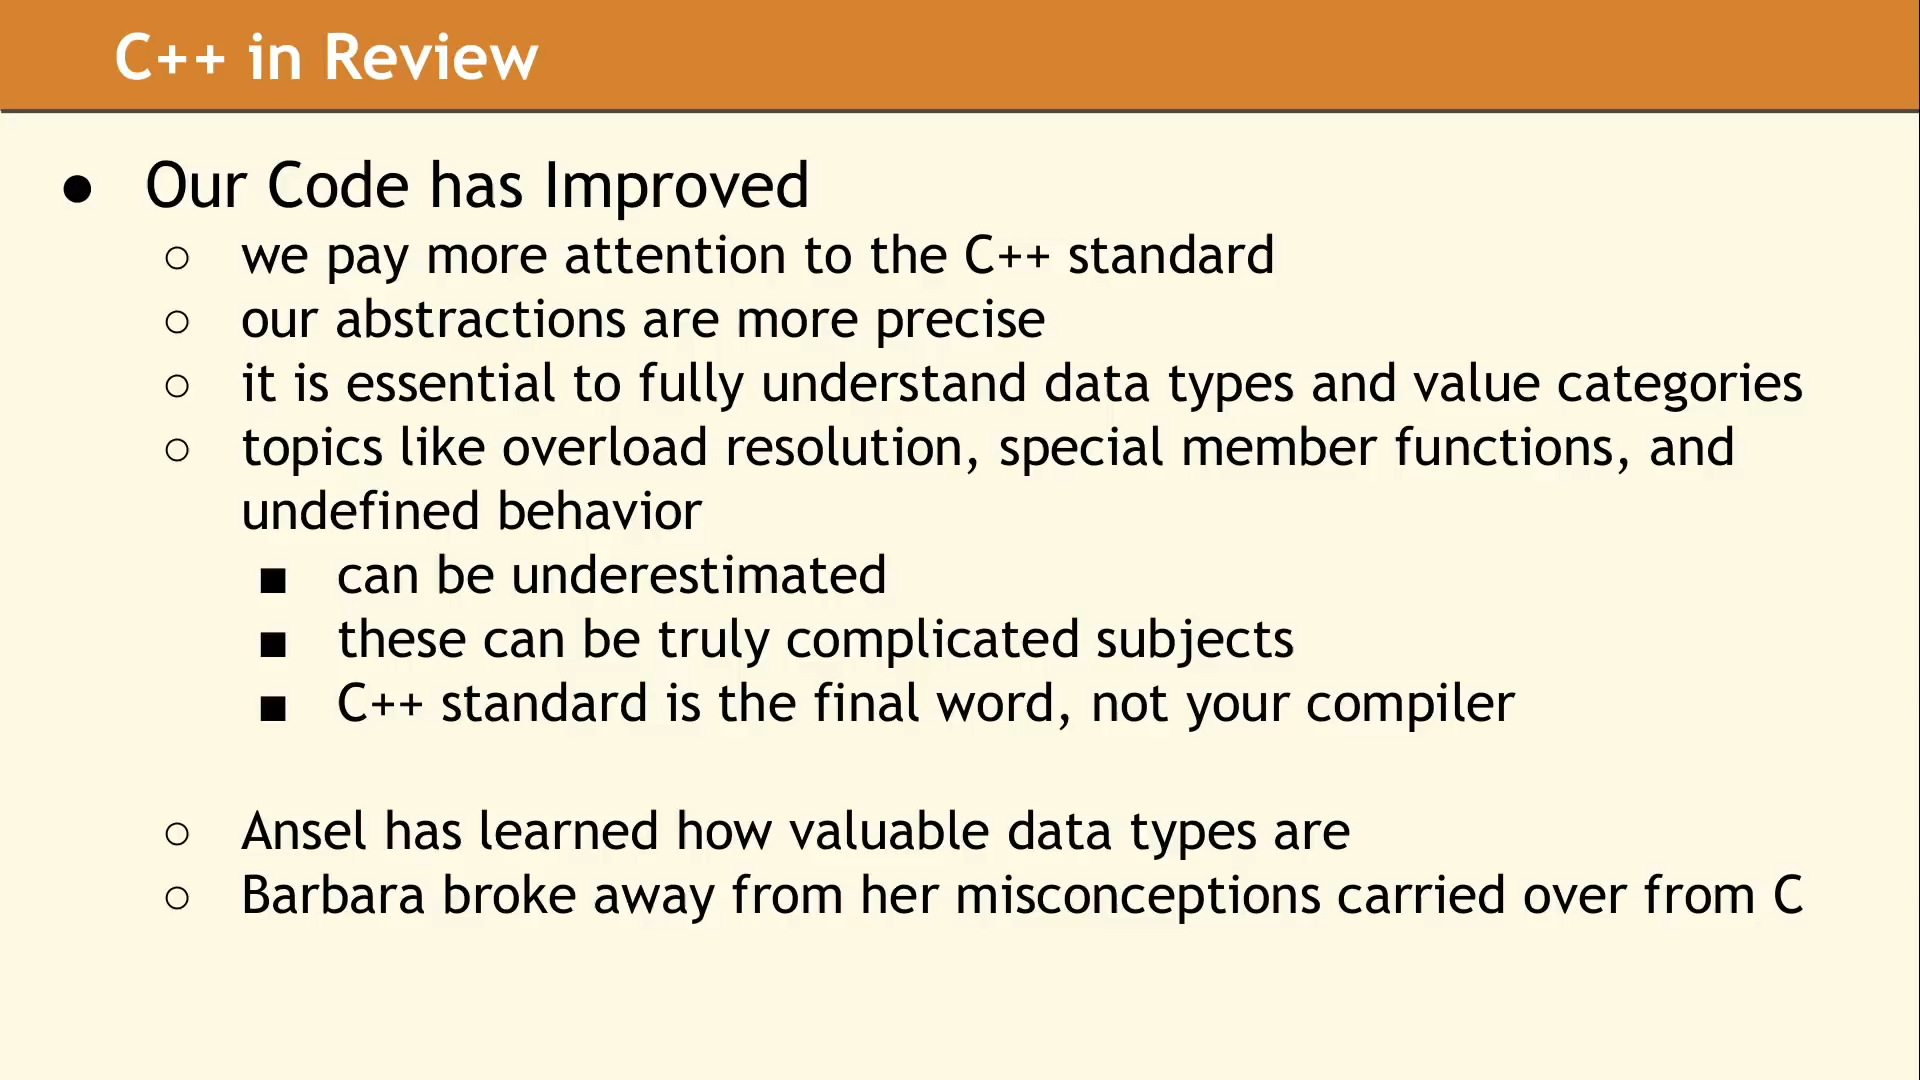 C++ in Review
● Our Code has Improved
○ we pay more attention to the C++ standard
○ our abstractions are more precise
○ it is essential to fully understand data types and value categories
○ topics like overload resolution, special member functions, and
undefined behavior
■ can be underestimated
■ these can be truly complicated subjects
■ C++ standard is the final word, not your compiler
○ Ansel has learned how valuable data types are
○ Barbara broke away from her misconceptions carried over from C